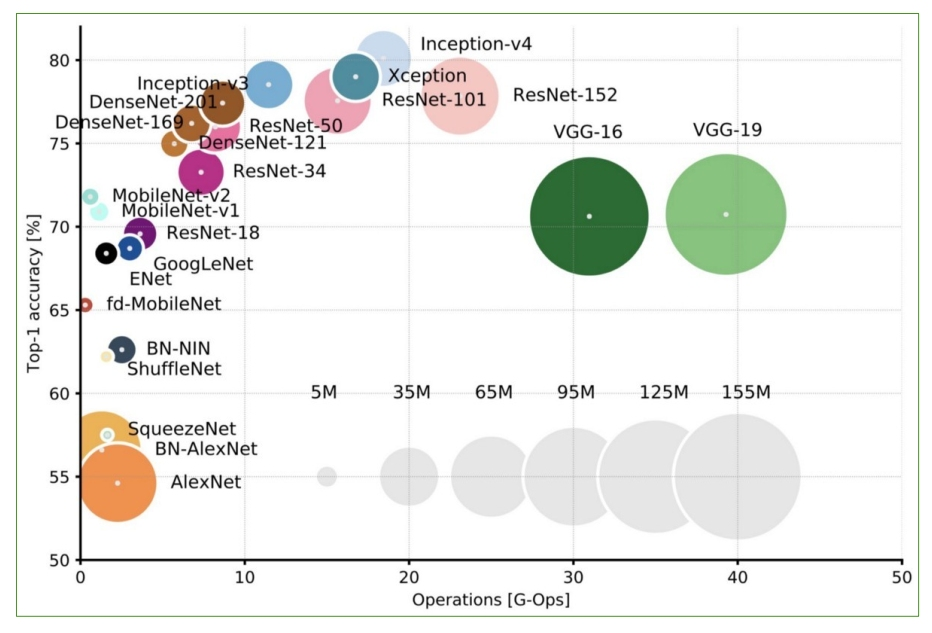 80
75
70
65
60
55
50
Top-1 accuracy [%]
Inception-v4
Inception-v3
Xception
DenseNet-201
ResNet-101
ResNet-152
DenseNet-169
ResNet-50
DenseNet-121
VGG-16
VGG-19
ResNet-34
MobileNet-v2
MobileNet-v1
ResNet-18
GoogLeNet
ENet
fd-MobileNet
BN-NIN
ShuffleNet
5M 35M 65M 95M 125M 155M
SqueezeNet
BN-AlexNet
AlexNet
0 10 20 30 40 50
Operations [G-Ops]